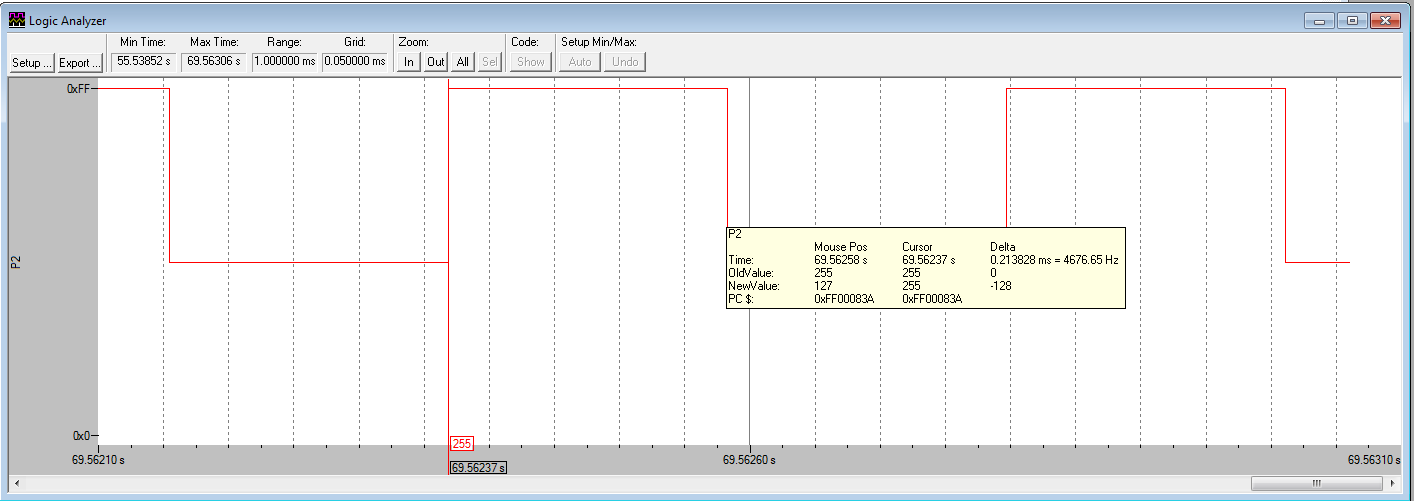 Logic Analyzer
Min Time: Max Time: Range: Grid: Zoom: Code: Setup Min/Max:
Setup ... Export ... 55.53852 s 69.56306 s 1.000000 ms 0.050000 ms In Out All Sel Show Auto Undo
0xFF
P2
P2
Mouse Pos Cursor Delta
Time: 69.56258 s 69.56237 s 0.213828 ms = 4676.65 Hz
OldValue: 255 255 0
NewValue: 127 255 -128
PC $: 0xFF00083A 0xFF00083A
0x0
255
69.56210 s 69.56237 s 69.56260 s 69.56310 s